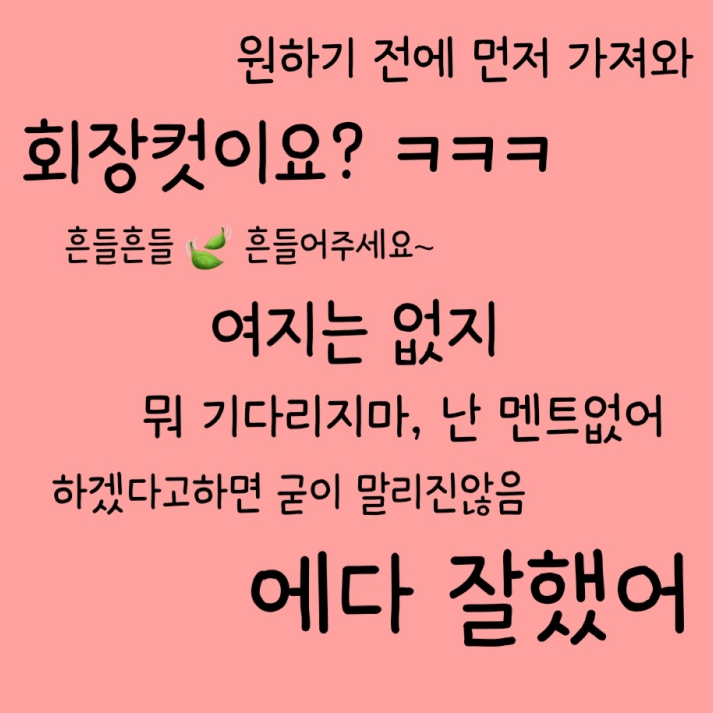 원하기 전에 먼저 가져와
회장컷이요? ㅋㅋㅋ
흔들흔들 🍃 흔들어주세요~
여지는 없지
뭐 기다리지마, 난 멘트없어
하겠다고하면 굳이 말리진않음
에다 잘했어